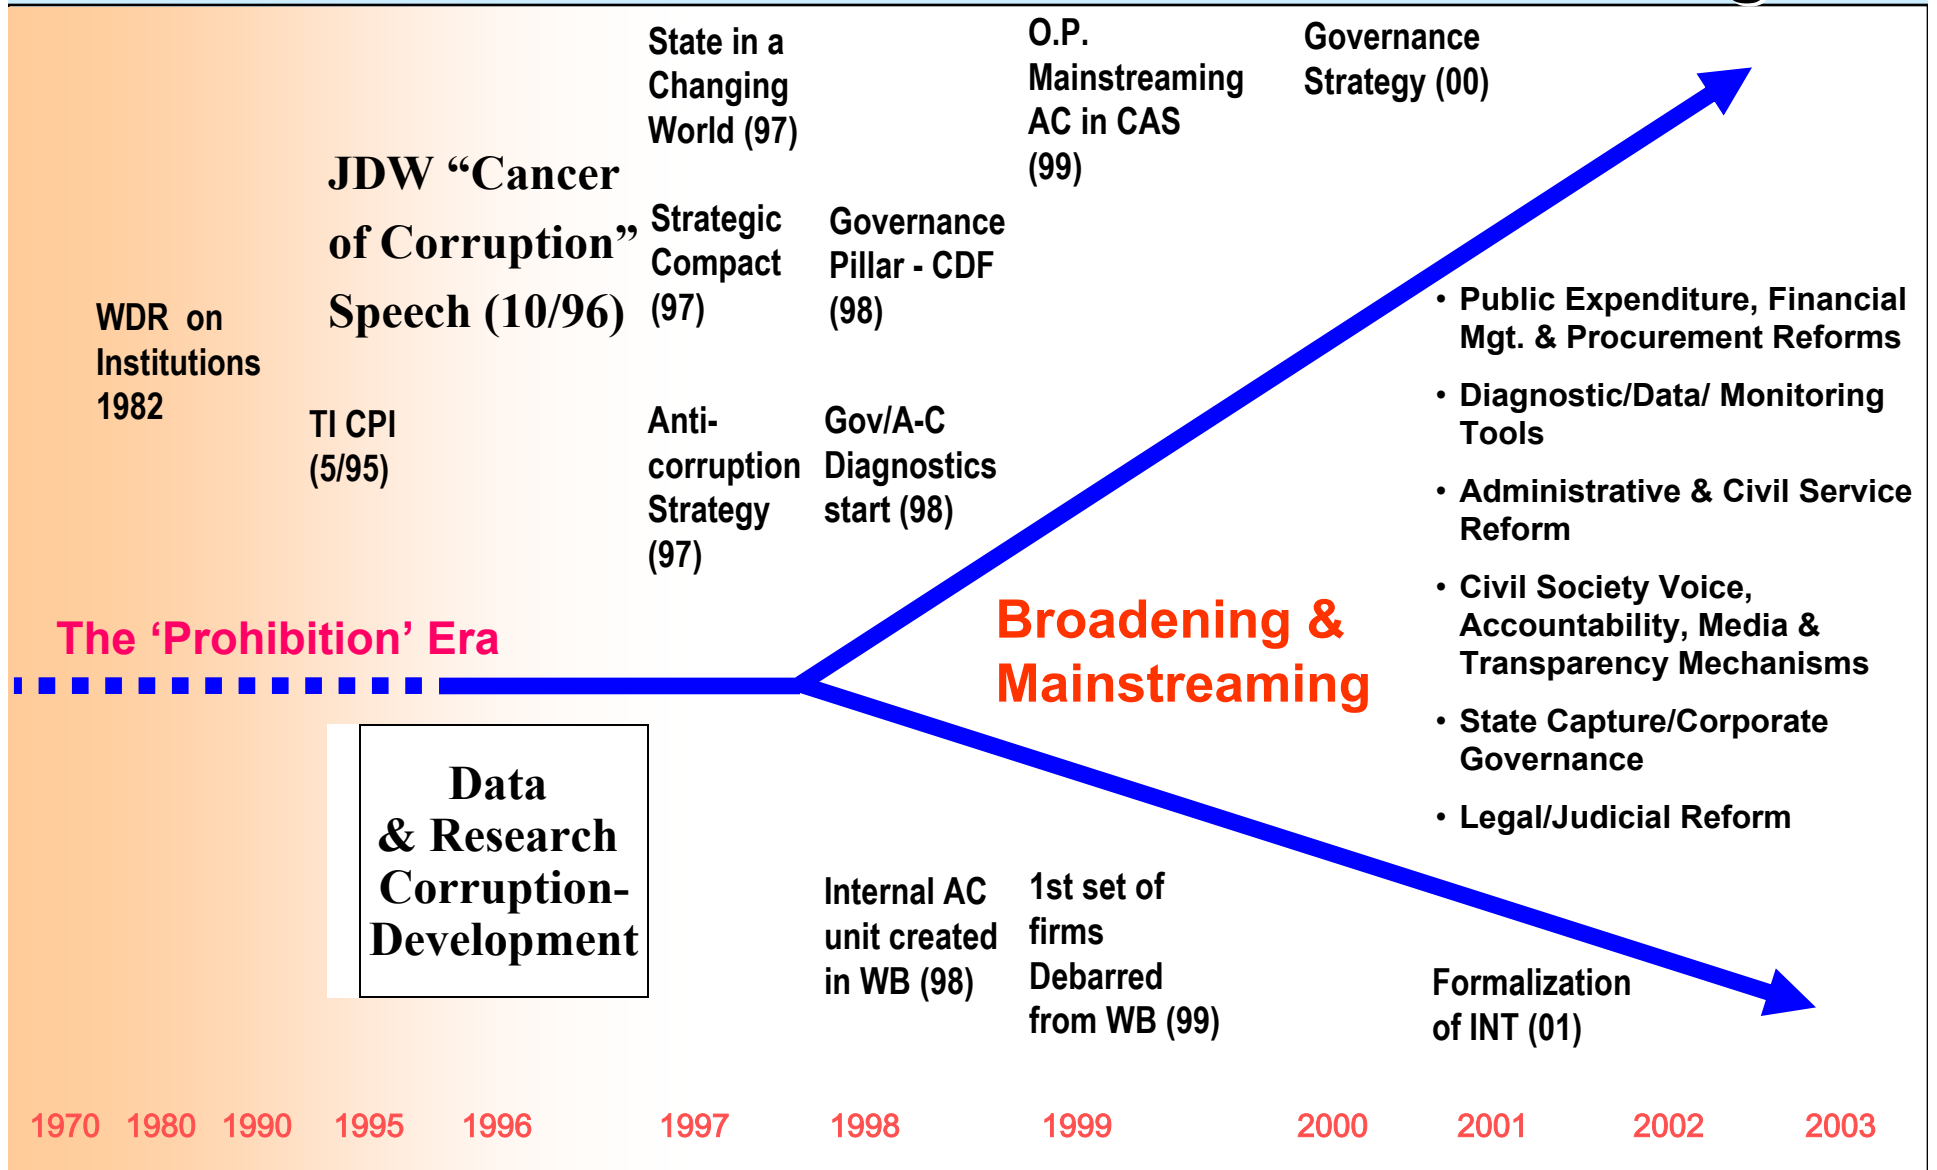 State in a
Changing
World (97)
O.P.
Mainstreaming
AC in CAS
(99)
Governance
Strategy (00)
JDW “Cancer
of Corruption”
Speech (10/96)
Strategic
Compact
(97)
Governance
Pillar - CDF
(98)
WDR on
Institutions
1982
TI CPI
(5/95)
Anti-
corruption
Strategy
(97)
Gov/A-C
Diagnostics
start (98)
• Public Expenditure, Financial
Mgt. & Procurement Reforms
• Diagnostic/Data/ Monitoring
Tools
• Administrative & Civil Service
Reform
• Civil Society Voice,
Accountability, Media &
Transparency Mechanisms
• State Capture/Corporate
Governance
• Legal/Judicial Reform
The ‘Prohibition’ Era
Broadening &
Mainstreaming
Data
& Research
Corruption-
Development
Internal AC
unit created
in WB (98)
1st set of
firms
Debarred
from WB (99)
Formalization
of INT (01)
1970 1980 1990 1995 1996 1997 1998 1999 2000 2001 2002 2003